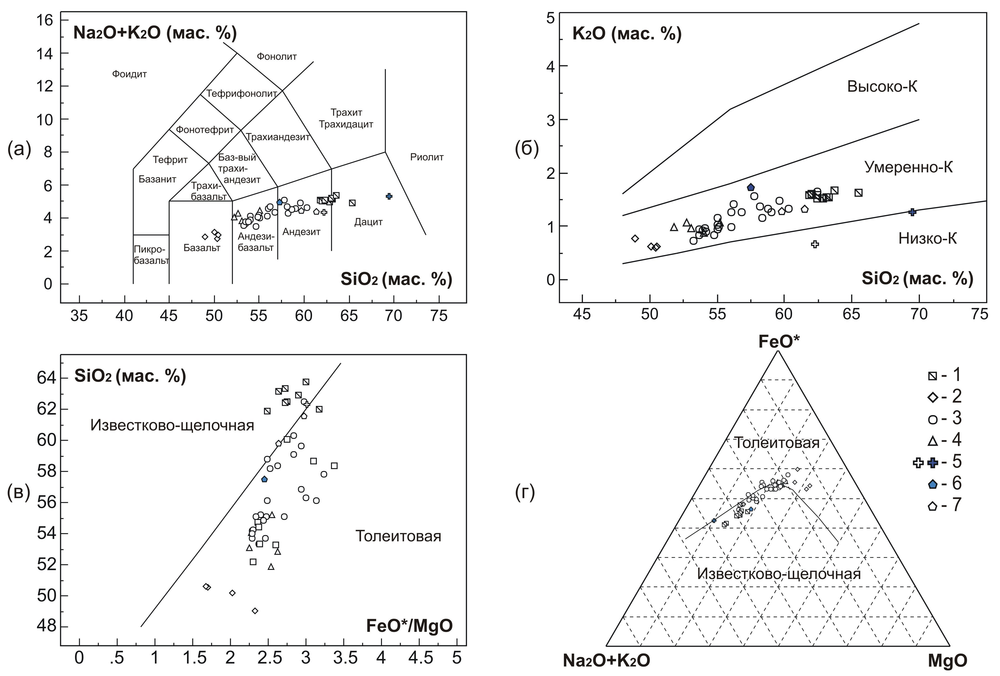 (а)
Na2O+K2O (мас. %)
16
14
12
10
8
6
4
2
0
Фоидит
Фонолит
Тефрифонолит
Фонотефрит
Тефрит
Базанит
Трахиандезит
Трахит
Трахидацит
Баз-вый
трахи-
андезит
Трахи-
базальт
Риолит
Пикро-
базальт
Базальт
Андези-
базальт
Андезит
Дацит
SiO2 (мас. %)
35 40 45 50 55 60 65 70 75
(б)
K2O (мас. %)
5
4
3
2
1
0
Высоко-К
Умеренно-К
Низко-К
SiO2 (мас. %)
45 50 55 60 65 70 75
(в)
SiO2 (мас. %)
64
62
60
58
56
54
52
50
48
Известково-щелочная
Толеитовая
FeO*/MgO
0 .5 1 1.5 2 2.5 3 3.5 4 4.5 5
(г)
FeO*
Толеитовая
Известково-щелочная
Na2O+K2O
MgO
- 1
- 2
- 3
- 4
- 5
- 6
- 7